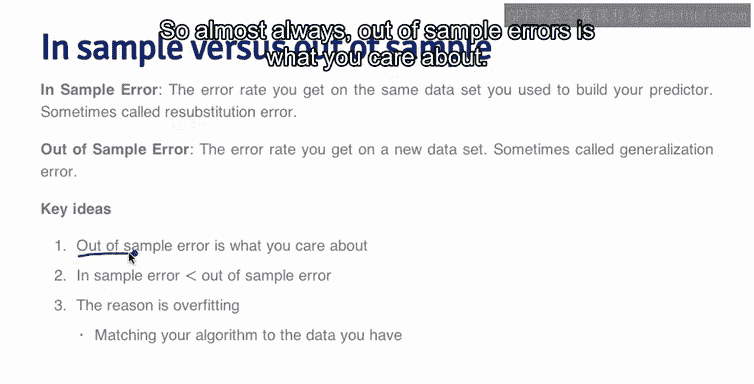 So almost always, out of sample errors is
what you care about.
In sample versus out of sample
In Sample Error: The error rate you get on the same data set you used to build your predictor.
Sometimes called resubstitution error.
Out of Sample Error: The error rate you get on a new data set. Sometimes called generalization
error.
Key ideas
1. Out of sample error is what you care about
2. In sample error < out of sample error
3. The reason is overfitting
· Matching your algorithm to the data you have